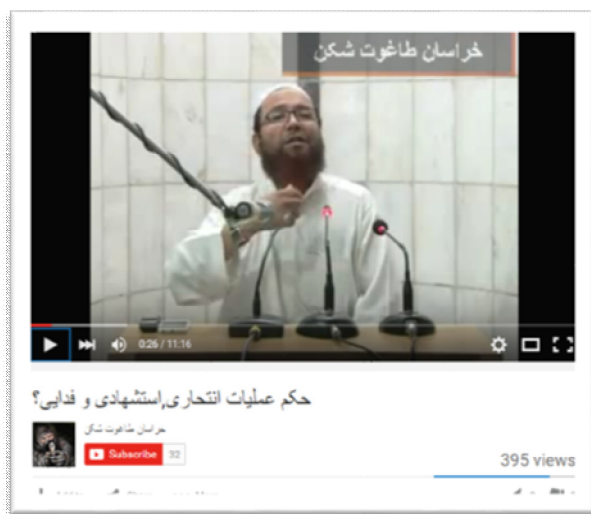 خراسان طاغوت شکن
0:26 / 11:16
حکم عملیات انتحاری,استشهادی و فدایی؟
خراسان طاغوت شکن
Subscribe 32
395 views